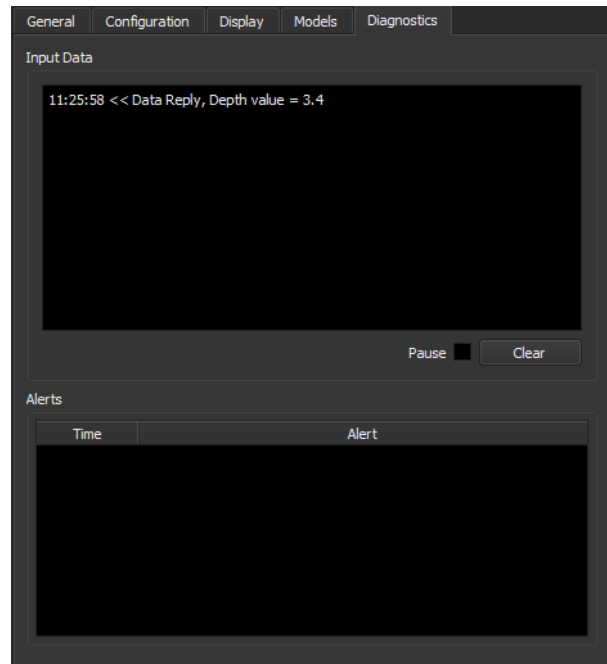 General Configuration Display Models Diagnostics
Input Data
11:25:58 << Data Reply, Depth value = 3.4
Pause Clear
Alerts
Time Alert